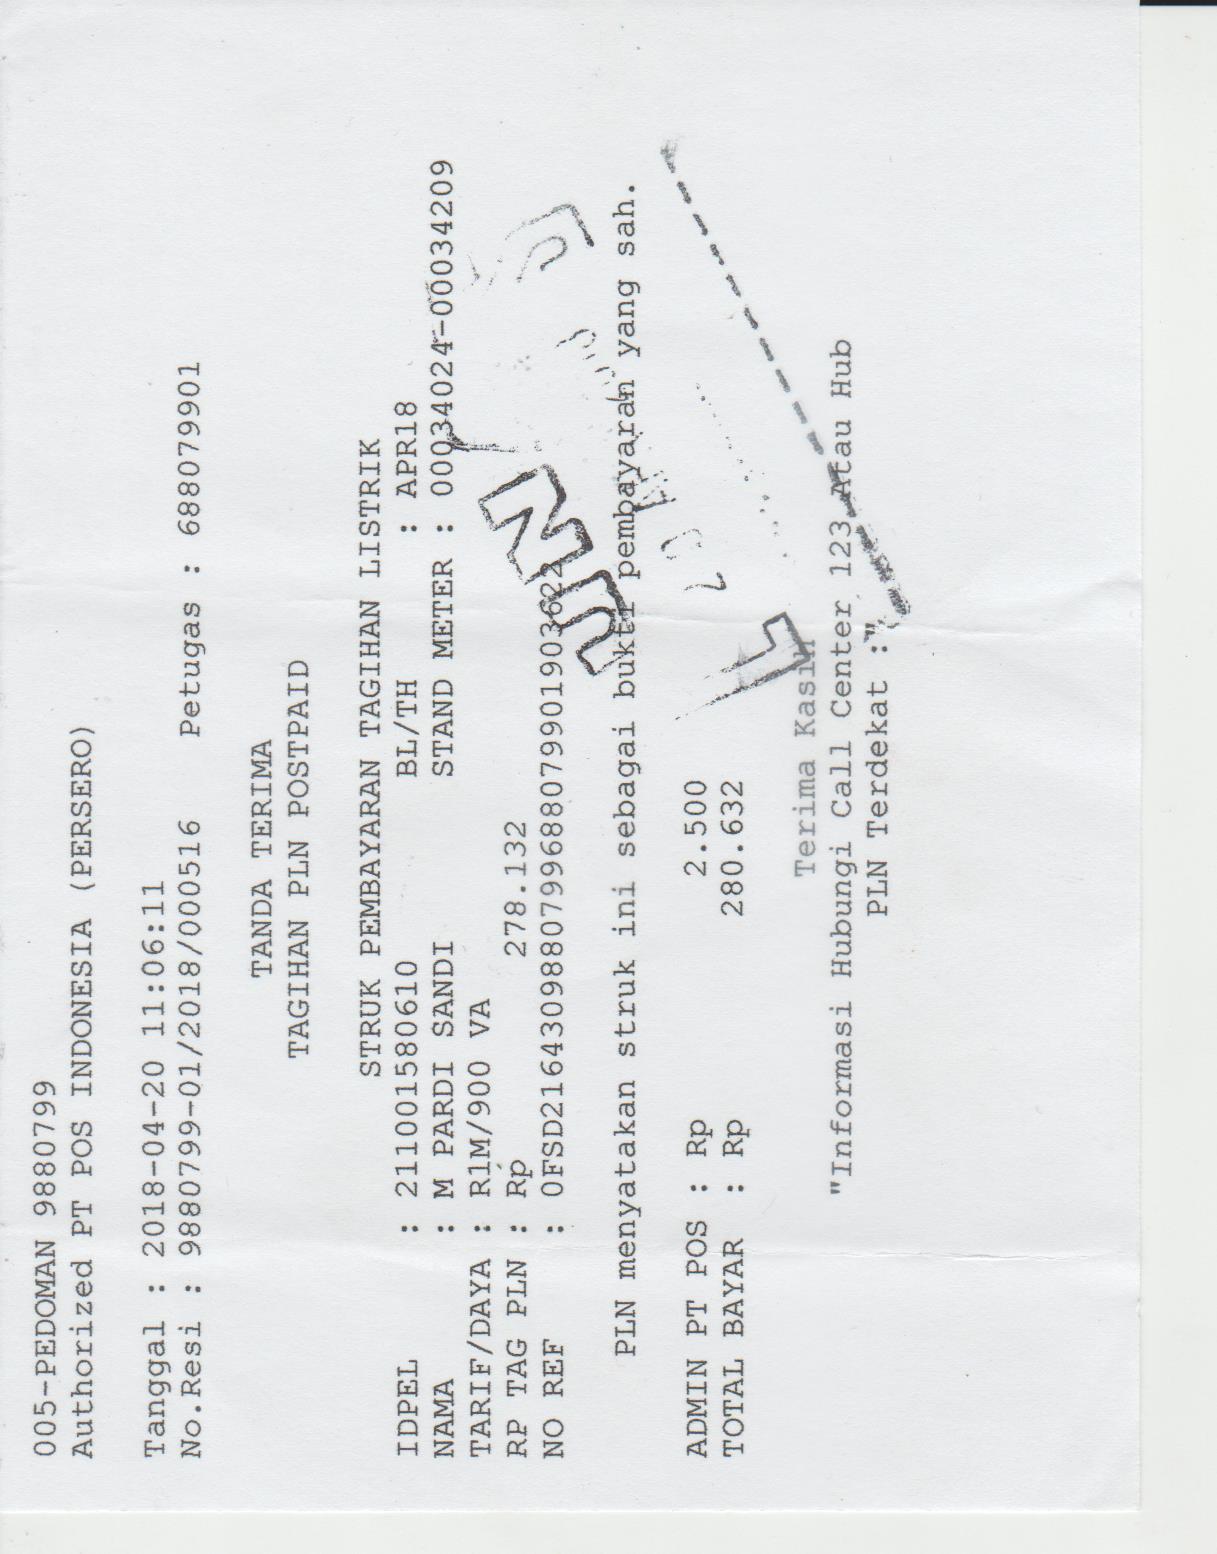 005-PEDOMAN 9880799
Authorized PT POS INDONESIA (PERSERO)
Tanggal : 2018-04-20 11:06:11
No.Resi : 9880799-01/2018/000516 Petugas : 688079901
TANDA TERIMA
TAGIHAN PLN POSTPAID
STRUK PEMBAYARAN TAGIHAN LISTRIK
IDPEL : 211001580610 BL/TH : APR18
NAMA : M PARDI SANDI STAND METER : 00034024-00034209
TARIF/DAYA : R1M/900 VA
RP TAG PLN : Rp 278.132
NO REF :
PLN menyatakan struk ini sebagai bukti pembayaran yang sah.
ADMIN PT POS : Rp 2.500
TOTAL BAYAR : Rp 280.632
Terima Kasih
"Informasi Hubungi Call Center 123 Atau Hub
PLN Terdekat :"